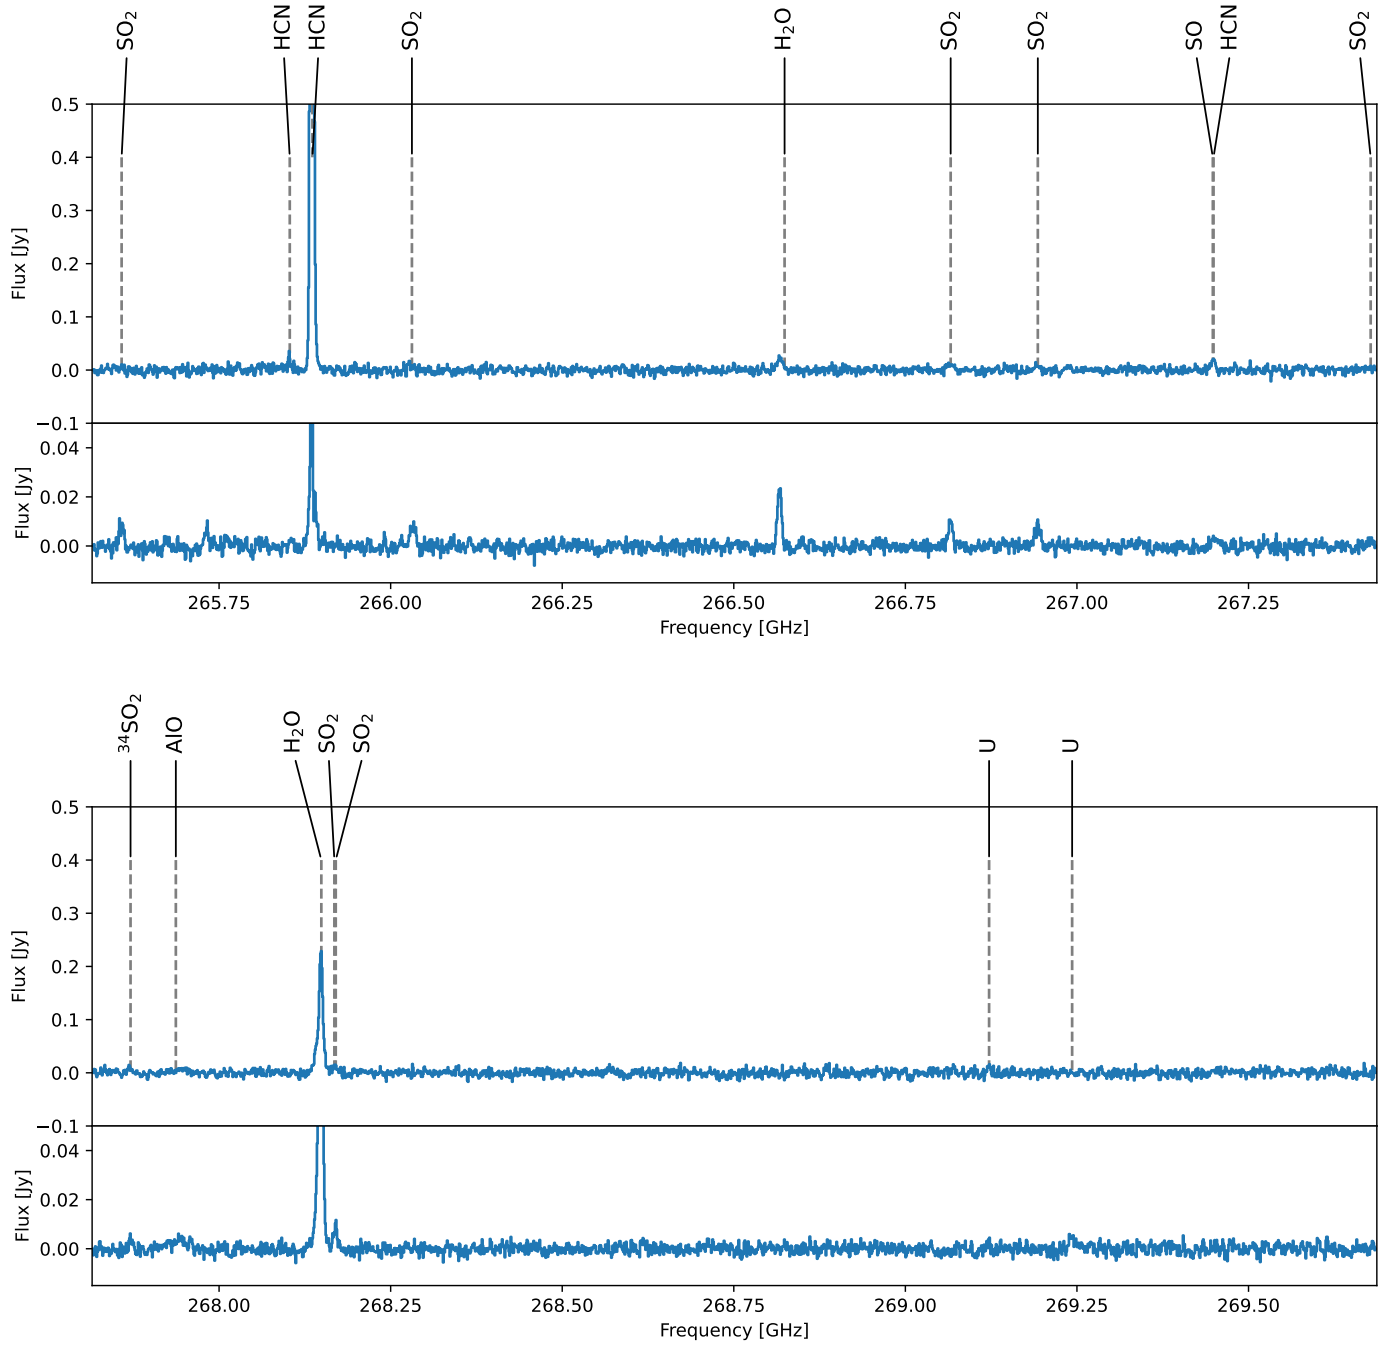 SO₂ HCN HCN SO₂ H₂O SO₂ SO₂ SO HCN SO₂
0.5
0.4
0.3
0.2
0.1
0.0
−0.1
Flux [Jy]
0.04
0.02
0.00
Flux [Jy]
265.75 266.00 266.25 266.50 266.75 267.00 267.25
Frequency [GHz]
³⁴SO₂ AlO H₂O SO₂ SO₂ U U
0.5
0.4
0.3
0.2
0.1
0.0
−0.1
Flux [Jy]
0.04
0.02
0.00
Flux [Jy]
268.00 268.25 268.50 268.75 269.00 269.25 269.50
Frequency [GHz]